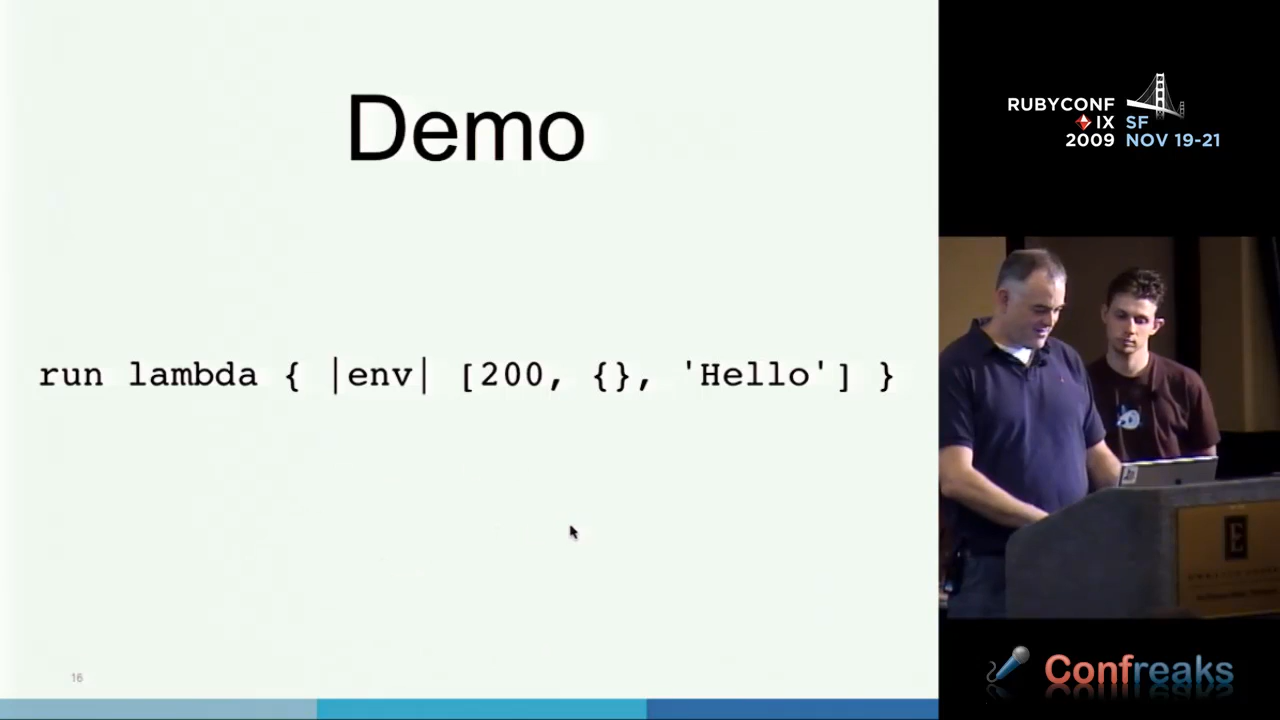 Demo
run lambda { |env| [200, {}, 'Hello'] }
16
RUBYCONF
IX
2009
SF
NOV 19-21
Confreaks